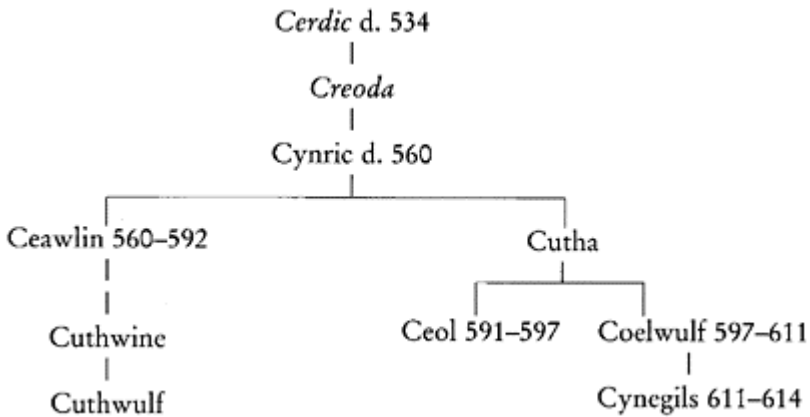 Cerdic d. 534
Creoda
Cynric d. 560
Ceawlin 560–592
Cutha
Ceol 591–597
Coelwulf 597–611
Cuthwine
Cynegils 611–614
Cuthwulf